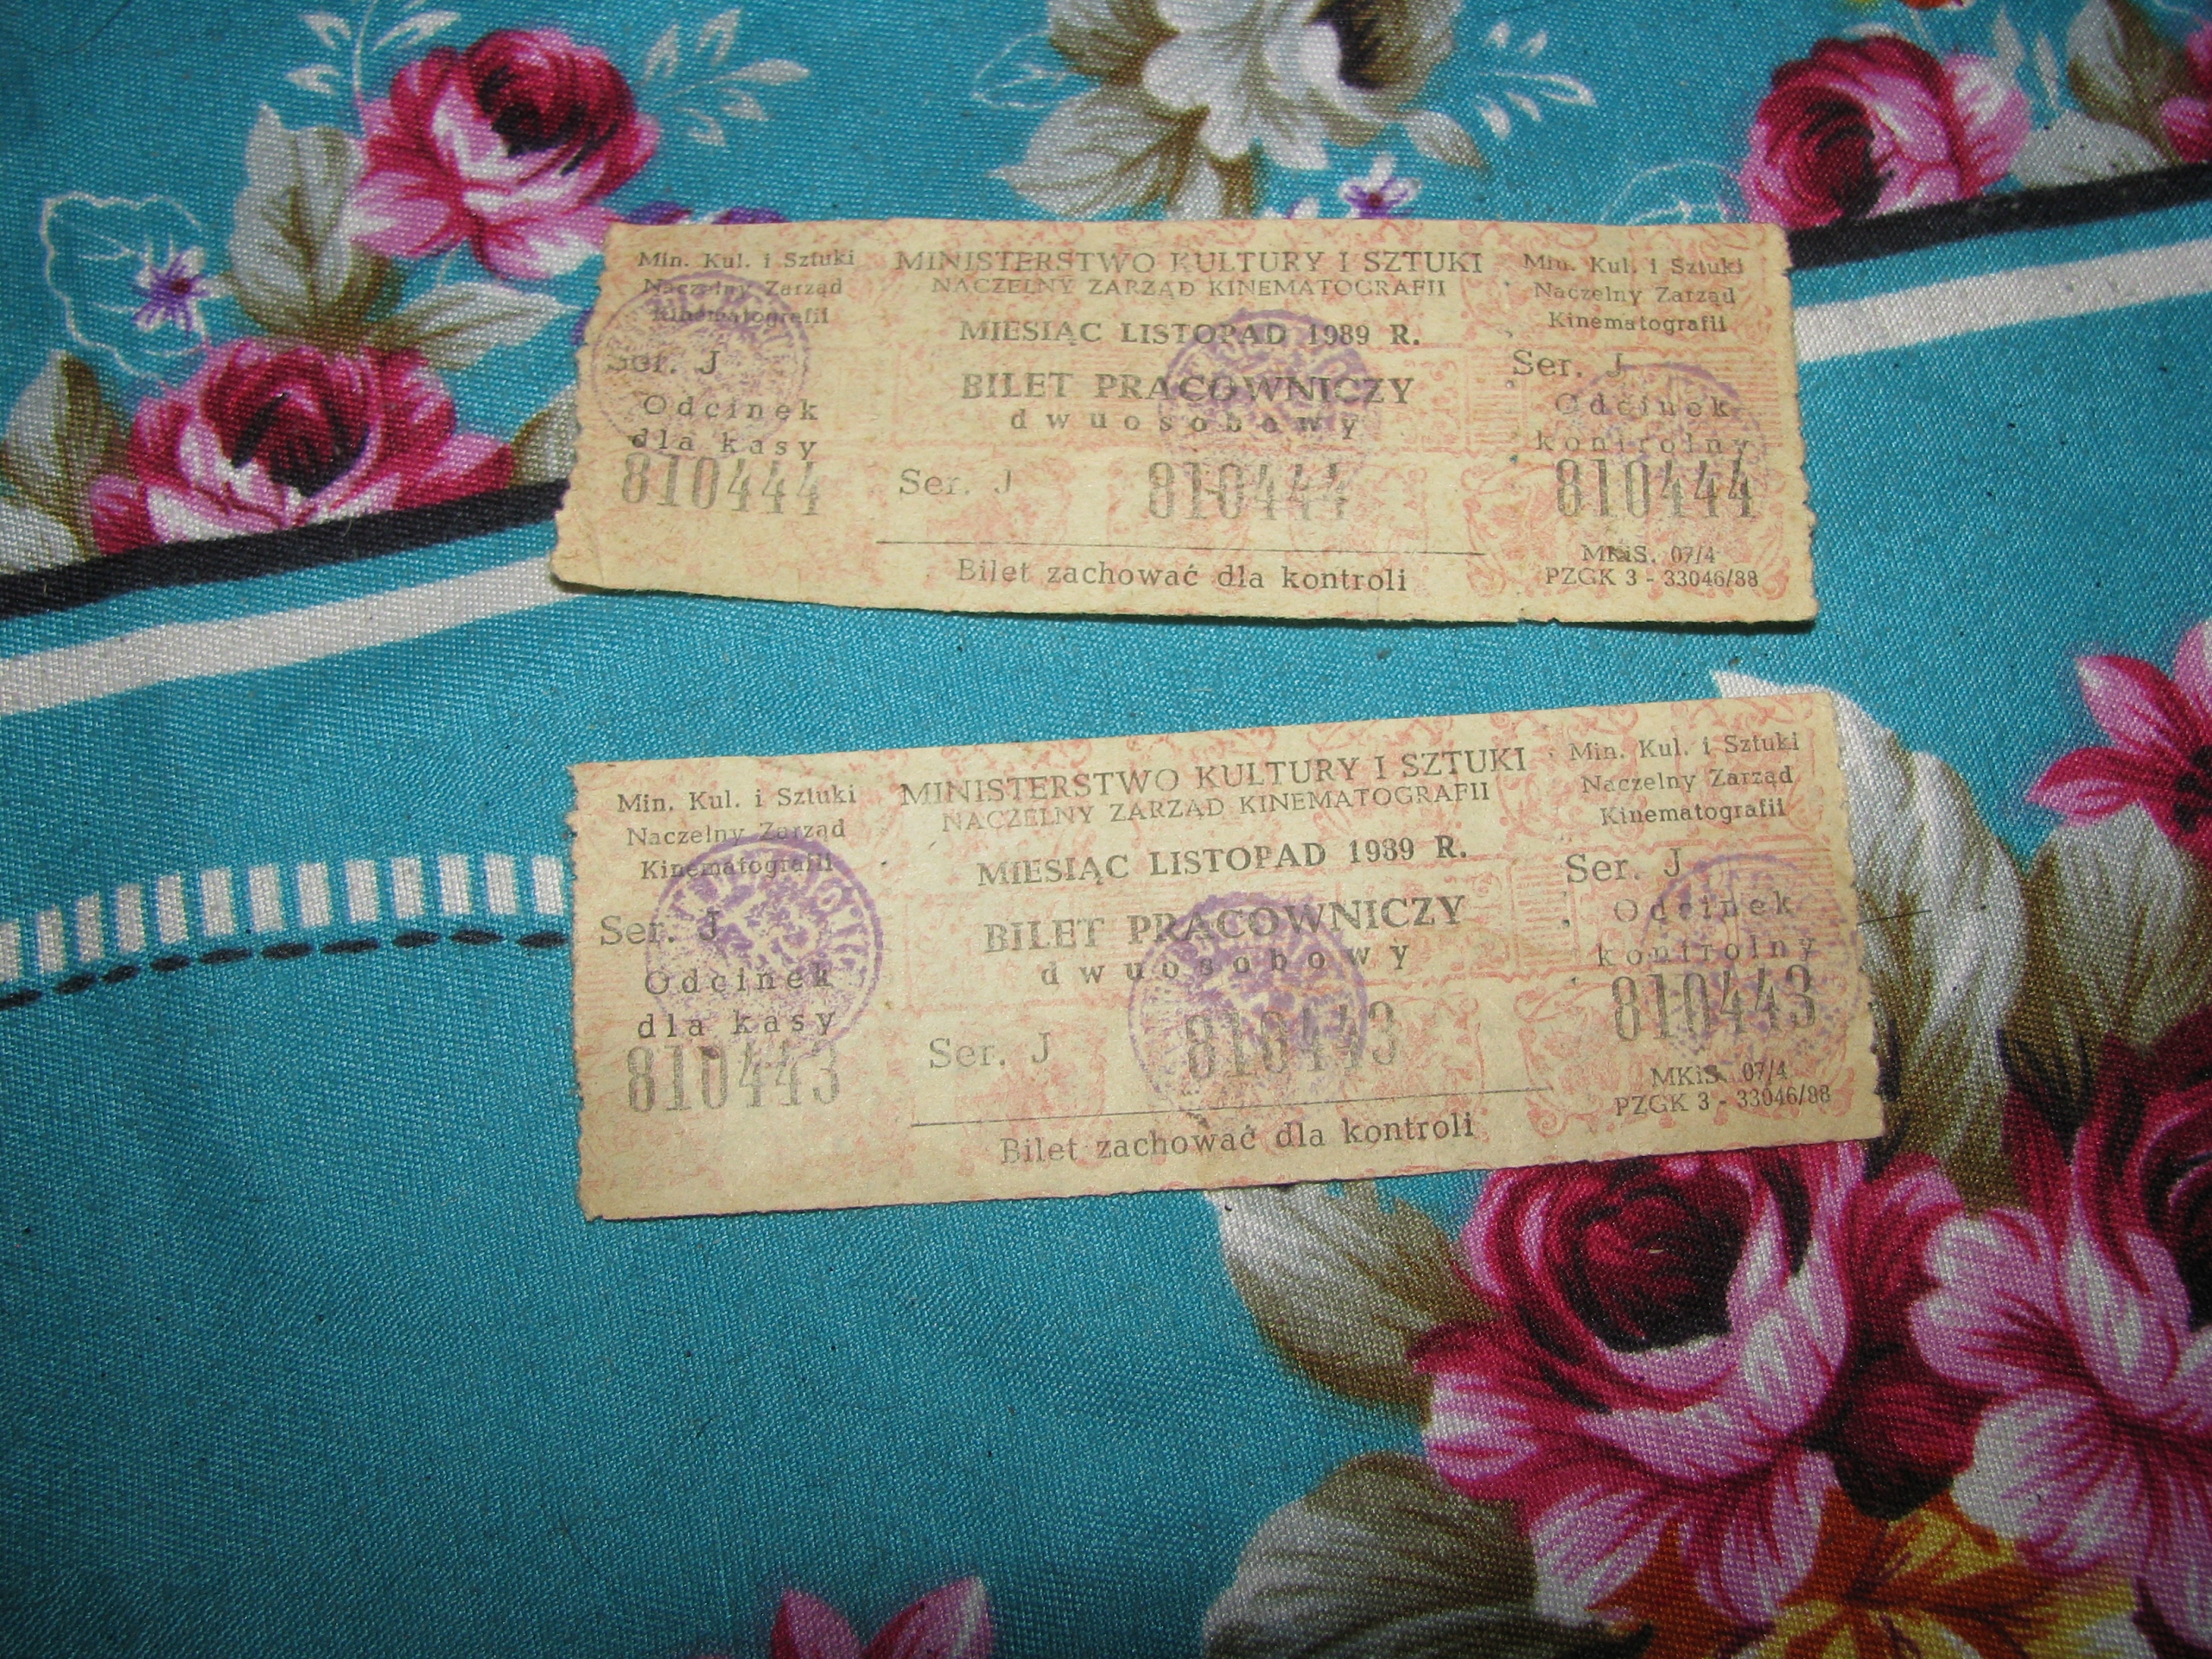 Min. Kul. i Sztuki
Naczelny Zarząd
Kinematografii
Ser. J
Odcinek
dla kasy
810444
MINISTERSTWO KULTURY I SZTUKI
NACZELNY ZARZĄD KINEMATOGRAFII
MIESIĄC LISTOPAD 1989 R.
BILET PRACOWNICZY
dwuosobowy
Ser. J 810444
Bilet zachować dla kontroli
Min. Kul. i Sztuki
Naczelny Zarząd
Kinematografii
Ser. J
Odcinek
kontrolny
810444
MKiS. 07/4
PZGK 3 - 33046/88
Min. Kul. i Sztuki
Naczelny Zarząd
Kinematografii
Ser. J
Odcinek
dla kasy
810443
MINISTERSTWO KULTURY I SZTUKI
NACZELNY ZARZĄD KINEMATOGRAFII
MIESIĄC LISTOPAD 1989 R.
BILET PRACOWNICZY
dwuosobowy
Ser. J 810443
Bilet zachować dla kontroli
Min. Kul. i Sztuki
Naczelny Zarząd
Kinematografii
Ser. J
Odcinek
kontrolny
810443
MKiS. 07/4
PZGK 3 - 33046/88